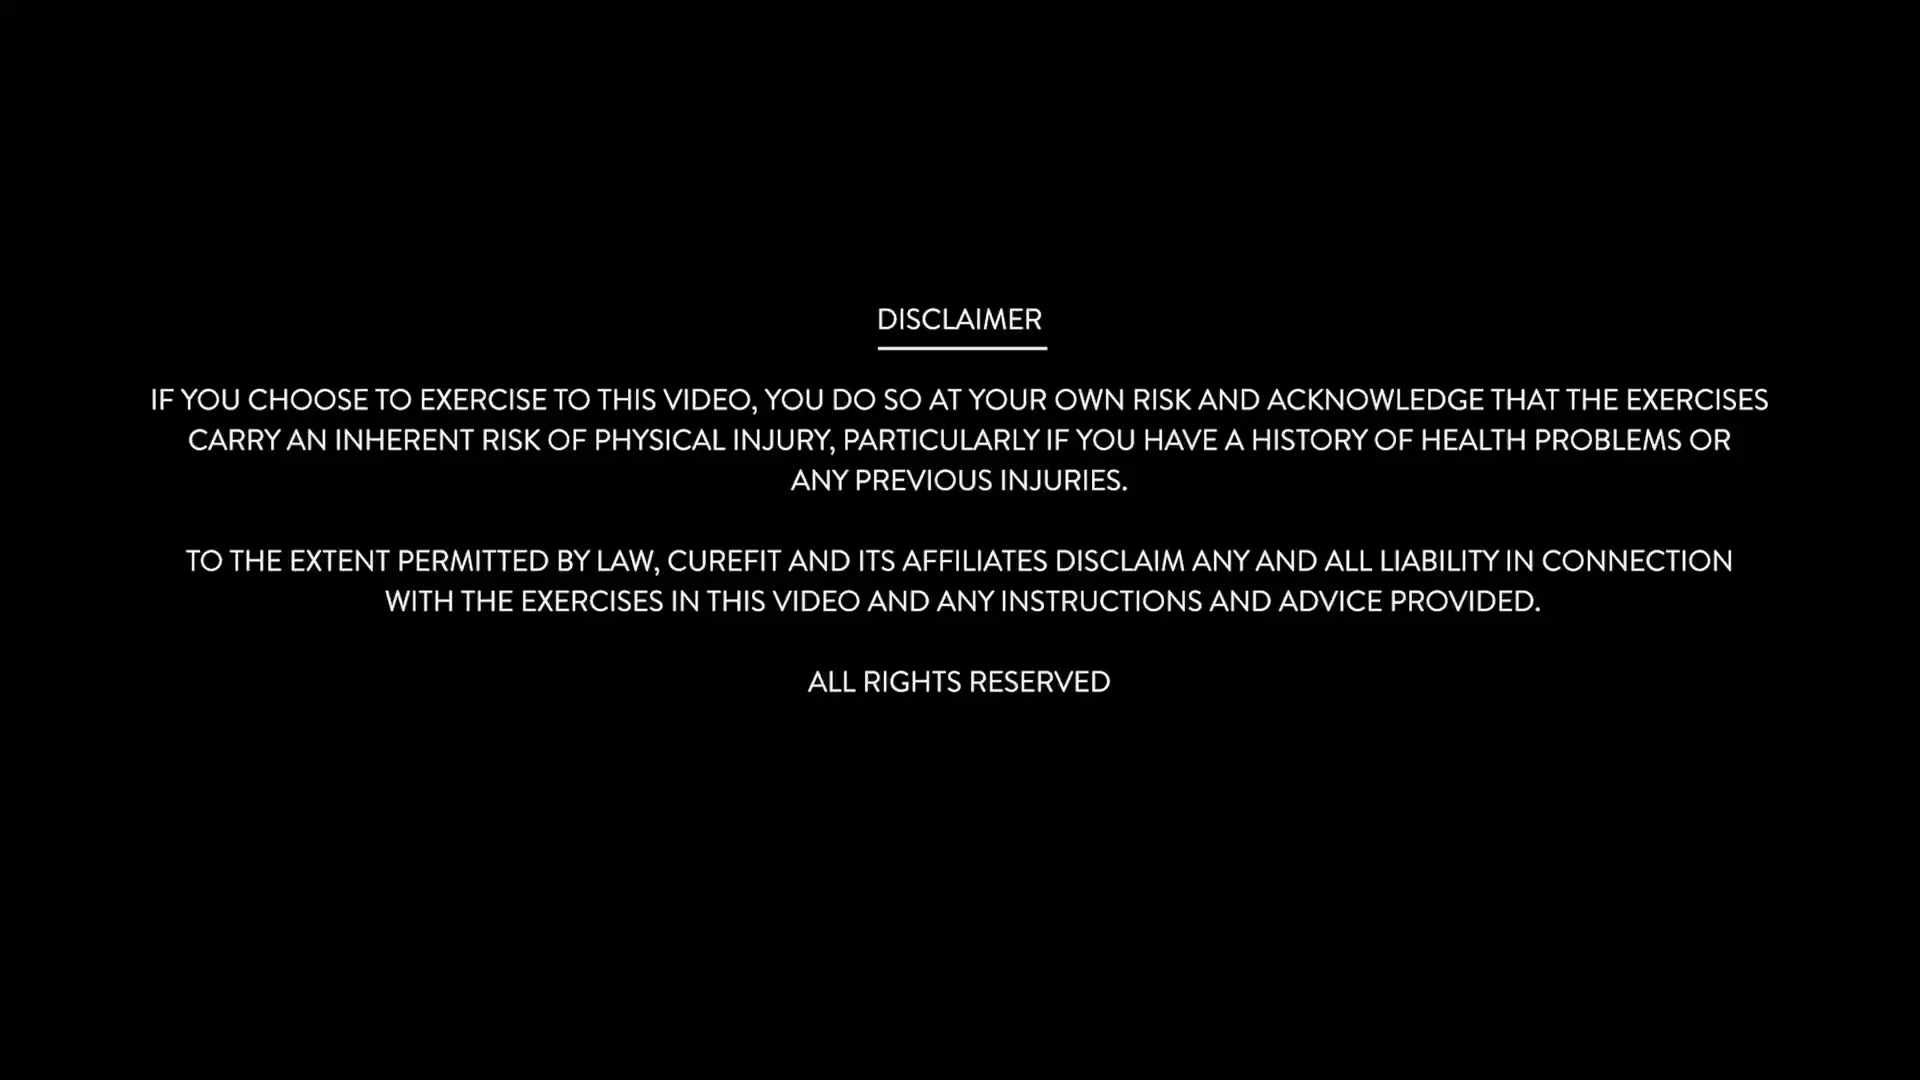 DISCLAIMER
IF YOU CHOOSE TO EXERCISE TO THIS VIDEO, YOU DO SO AT YOUR OWN RISK AND ACKNOWLEDGE THAT THE EXERCISES
CARRY AN INHERENT RISK OF PHYSICAL INJURY, PARTICULARLY IF YOU HAVE A HISTORY OF HEALTH PROBLEMS OR
ANY PREVIOUS INJURIES.
TO THE EXTENT PERMITTED BY LAW, CUREFIT AND ITS AFFILIATES DISCLAIM ANY AND ALL LIABILITY IN CONNECTION
WITH THE EXERCISES IN THIS VIDEO AND ANY INSTRUCTIONS AND ADVICE PROVIDED.
ALL RIGHTS RESERVED